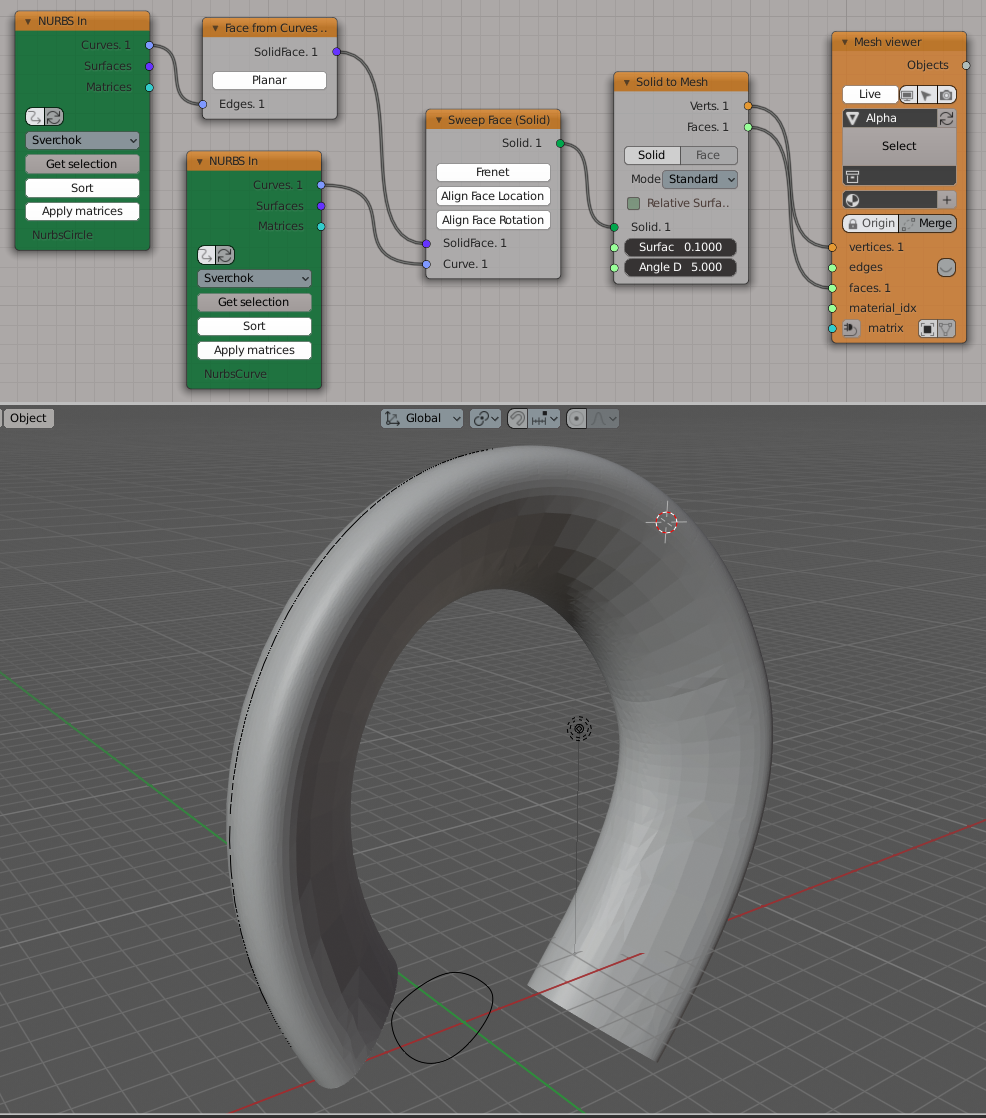 NURBS In
Curves. 1
Surfaces
Matrices
Sverchok
Get selection
Sort
Apply matrices
NurbsCircle
Face from Curves ..
SolidFace. 1
Planar
Edges. 1
NURBS In
Curves. 1
Surfaces
Matrices
Sverchok
Get selection
Sort
Apply matrices
NurbsCurve
Sweep Face (Solid)
Solid. 1
Frenet
Align Face Location
Align Face Rotation
SolidFace. 1
Curve. 1
Solid to Mesh
Verts. 1
Faces. 1
Solid Face
Mode Standard
Relative Surfa..
Solid. 1
Surfac 0.1000
Angle D 5.000
Mesh viewer
Objects
Live
Alpha
Select
Origin Merge
vertices. 1
edges
faces. 1
material_idx
matrix
Object
Global